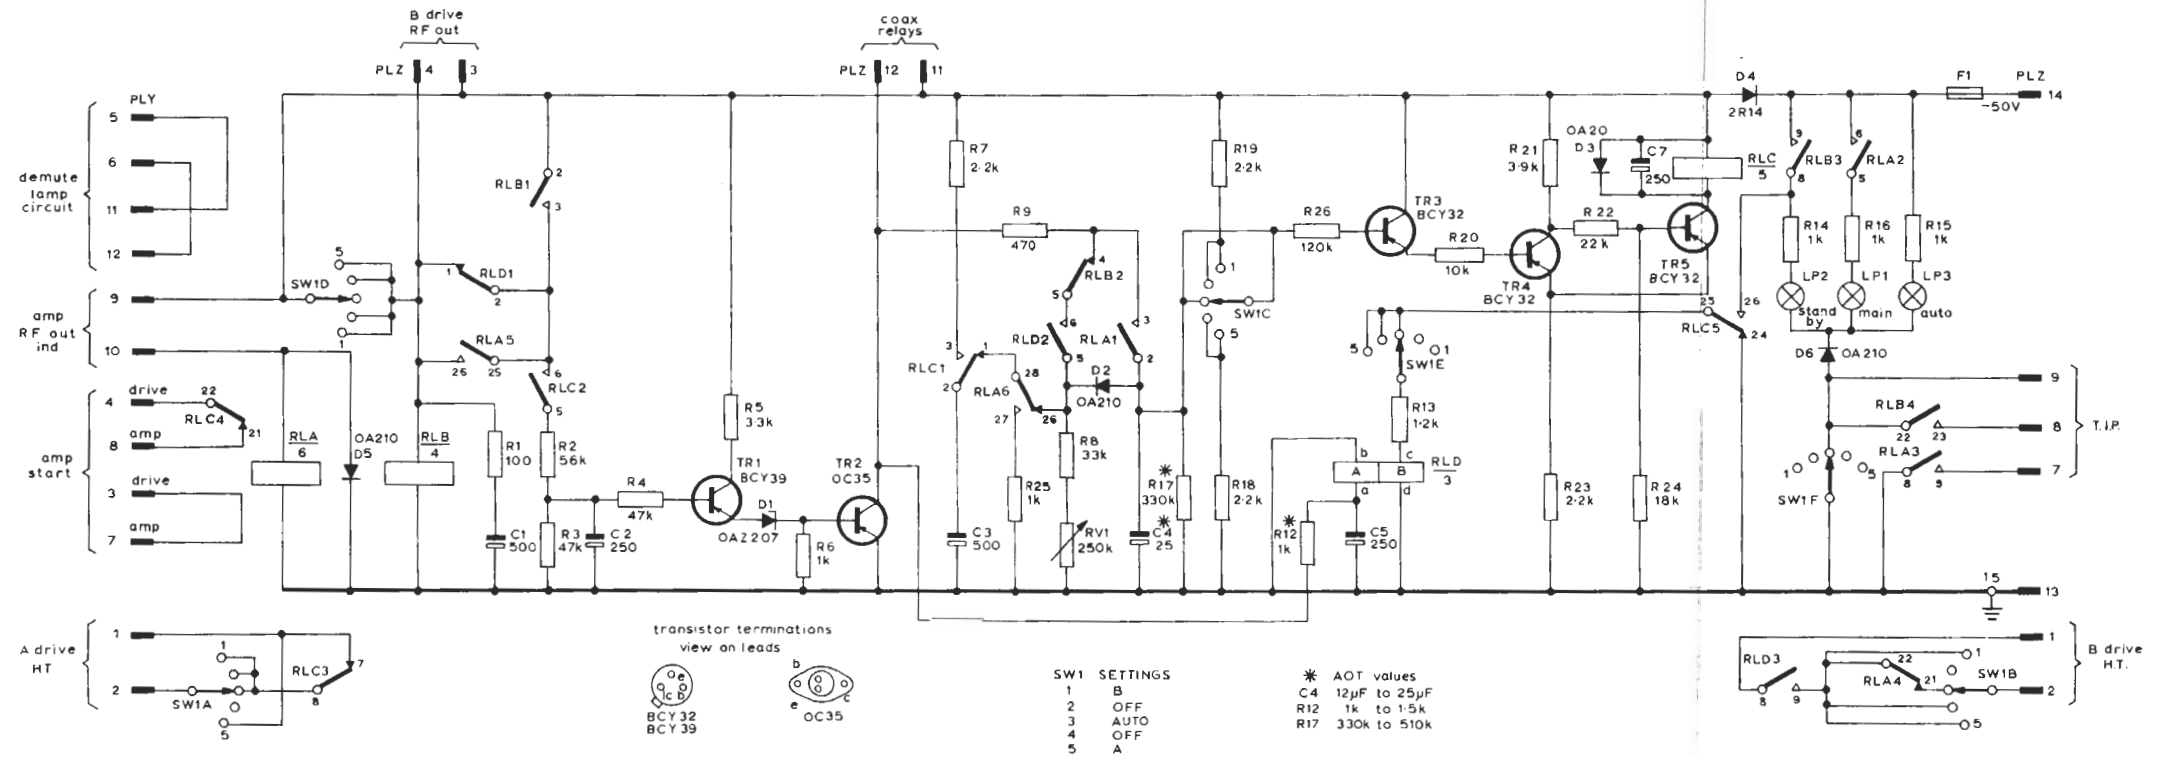 B drive
RF out
coax
relays
PLZ 4 3
PLZ 12 11
D4
2R14
F1
PLZ
-50V
14
PLY
5
6
11
12
demute
lamp
circuit
9
10
amp
RF out
ind
4 drive
8 amp
3 drive
7 amp
amp
start
22
RLC4
21
5
SW1D
1
RLA
6
OA210
D5
RLB
4
RLB1
2
3
1
RLD1
2
RLA5
26 25
6
RLC2
5
R1
100
R2
56k
C1
500
R3
47k
C2
250
R4
47k
R5
3.3k
TR1
BCY39
D1
OAZ207
R6
1k
TR2
OC35
R7
2.2k
R9
470
3
RLC1
2
1
28
RLA6
27
26
4
RLB2
5
6
RLD2
5
3
RLA1
2
D2
OA210
R8
33k
R25
1k
C3
500
RV1
250k
✱
R17
330k
✱
C4
25
R19
2.2k
1
SW1C
5
R18
2.2k
R26
120k
TR3
BCY32
R20
10k
TR4
BCY32
R21
3.9k
OA20
D3
C7
250
RLC
5
R22
22k
TR5
BCY32
5
SW1E
1
R13
1.2k
b c
A B
RLD
3
a d
✱
R12
1k
C5
250
R23
2.2k
R24
18k
25
26
RLC5
24
9
RLB3
8
6
RLA2
5
R14
1k
R16
1k
R15
1k
LP2
LP1
LP3
stand
by
main
auto
D6
OA210
9
RLB4
22 23
8
T.I.P.
RLA3
8 9
7
1
5
SW1F
15
13
1
2
A drive
HT
1
SW1A
5
RLC3
7
8
transistor terminations
view on leads
e
c b
BCY32
BCY39
b
e
c
OC35
SW1 SETTINGS
1 B
2 OFF
3 AUTO
4 OFF
5 A
✱ AOT values
C4 12µF to 25µF
R12 1k to 1·5k
R17 330k to 510k
RLD3
8 9
22
RLA4
21
1
SW1B
5
1
2
B drive
H.T.